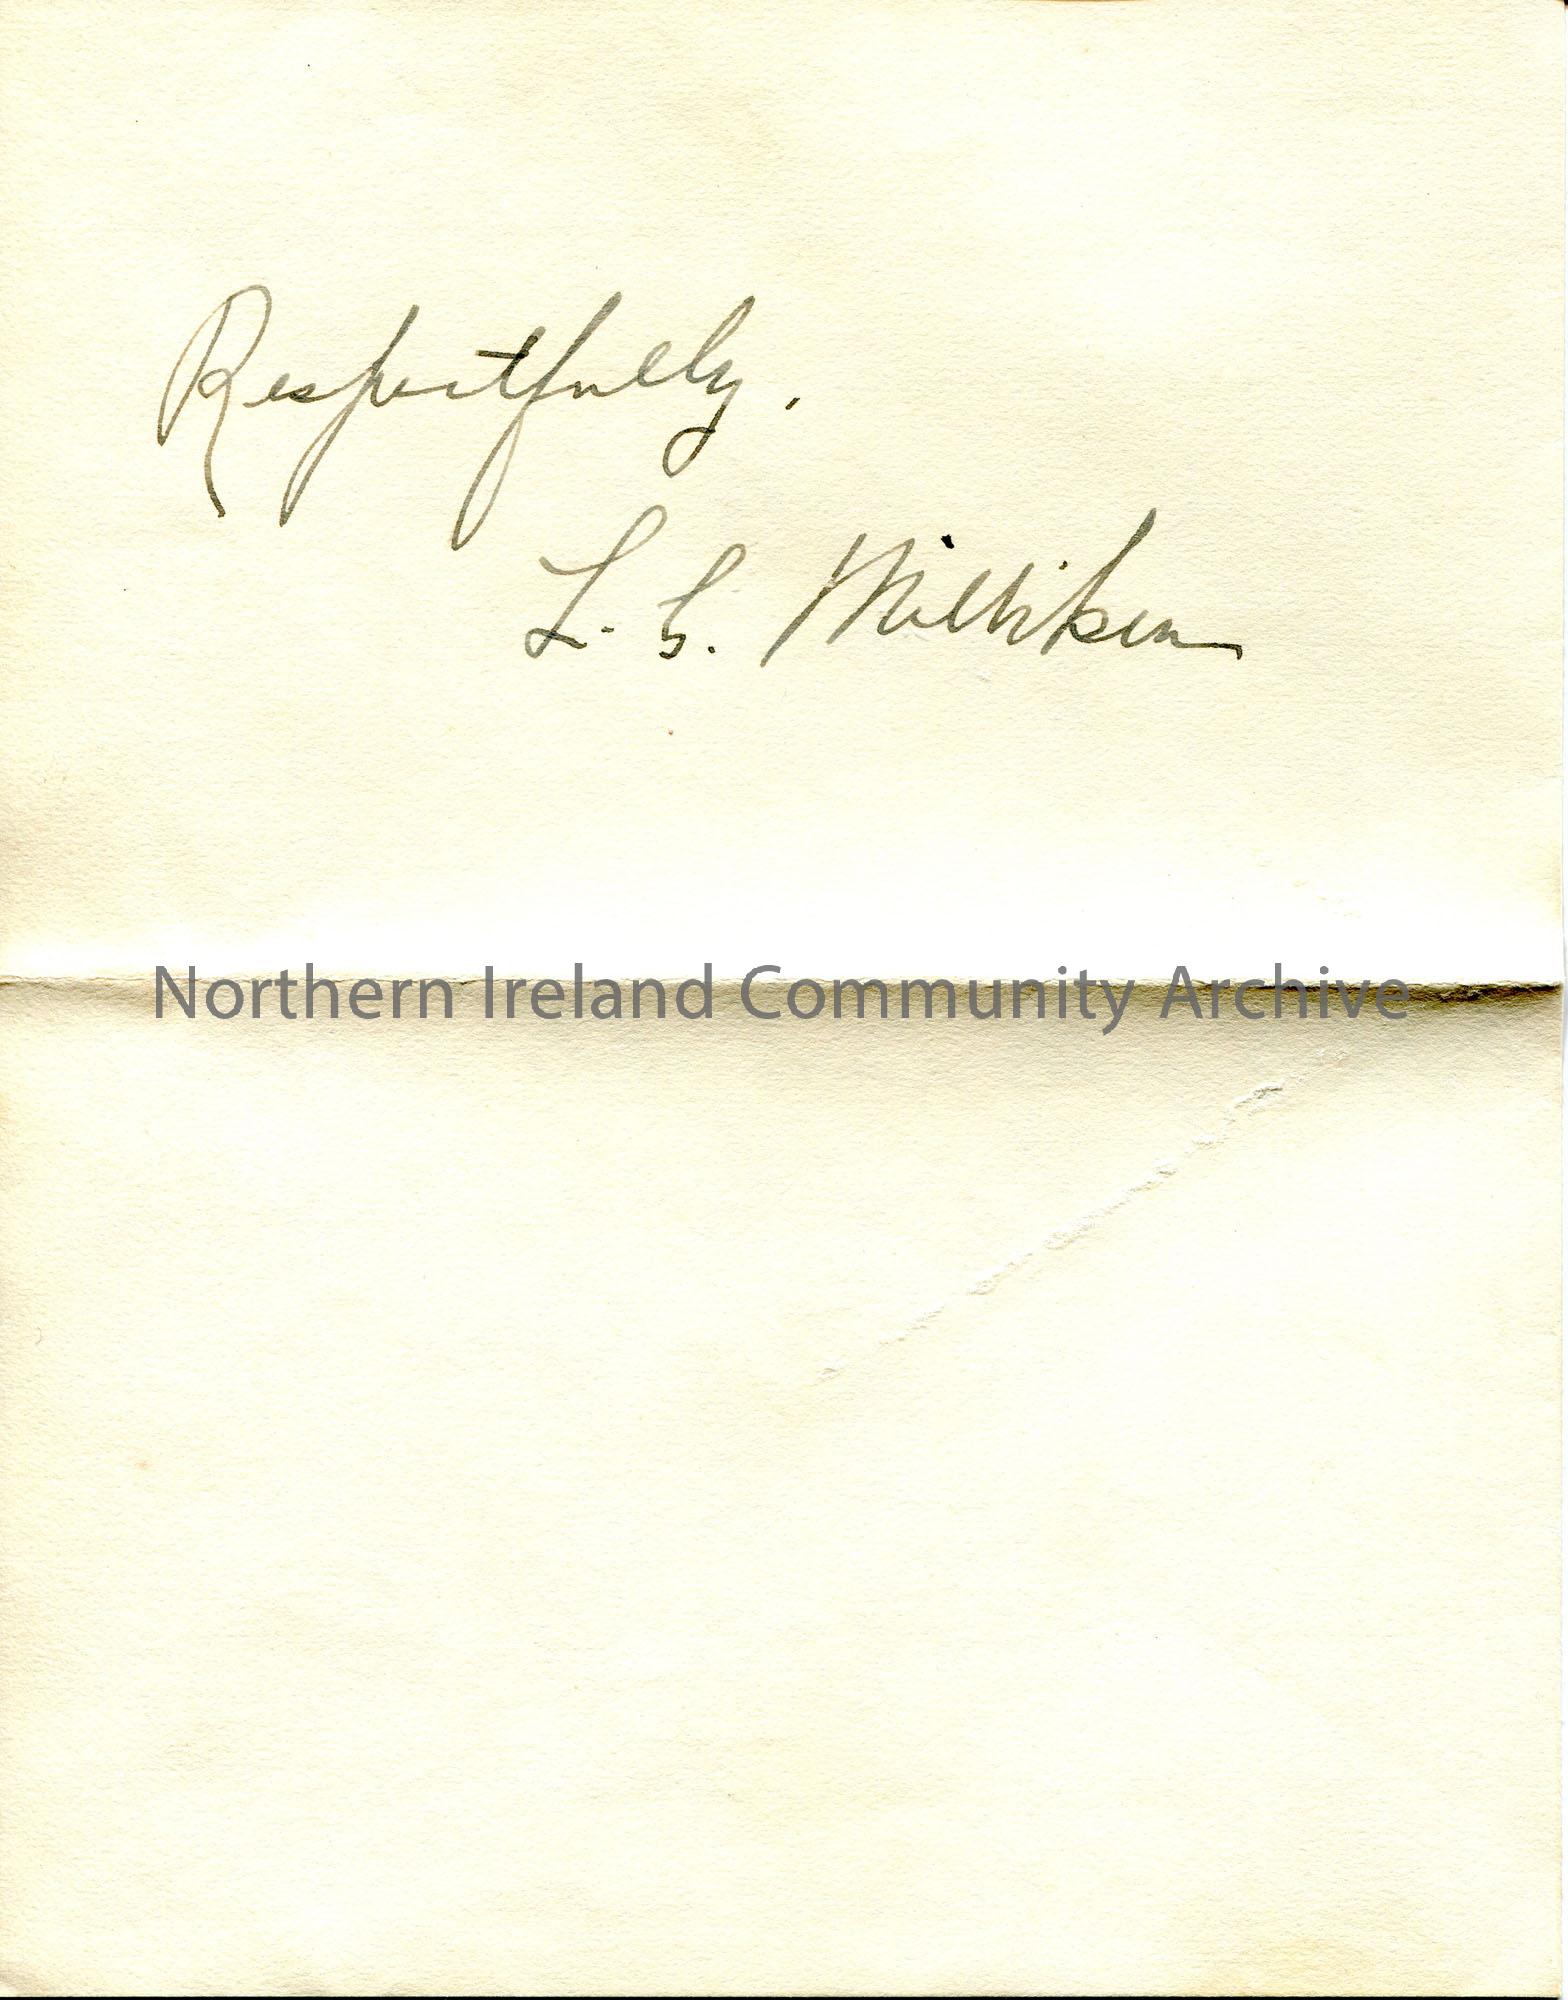 Respectfully,
L. S. Milliken
Northern Ireland Community Archive